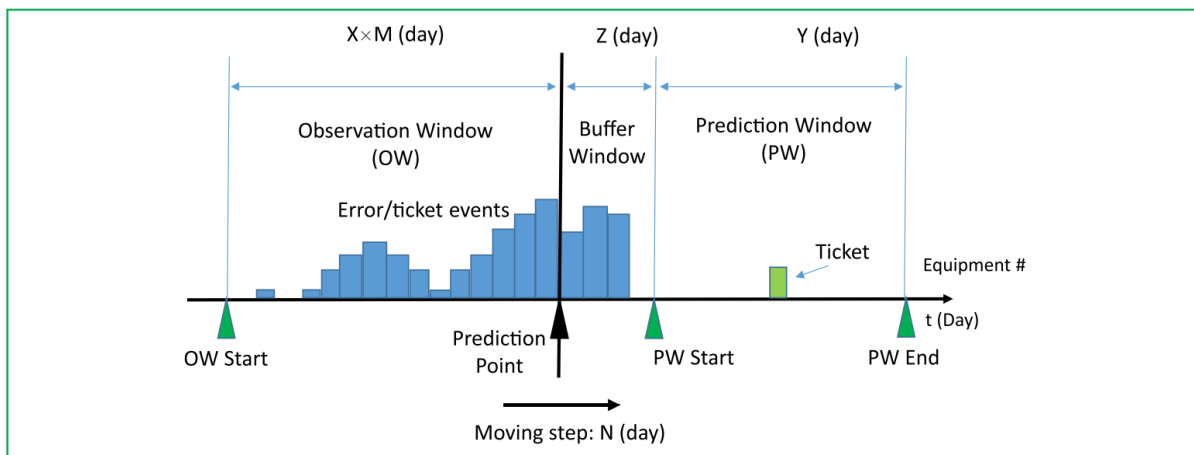 X×M (day)
Z (day)
Y (day)
Observation Window
(OW)
Buffer
Window
Prediction Window
(PW)
Error/ticket events
Ticket
Equipment #
t (Day)
OW Start
Prediction
Point
PW Start
PW End
Moving step: N (day)